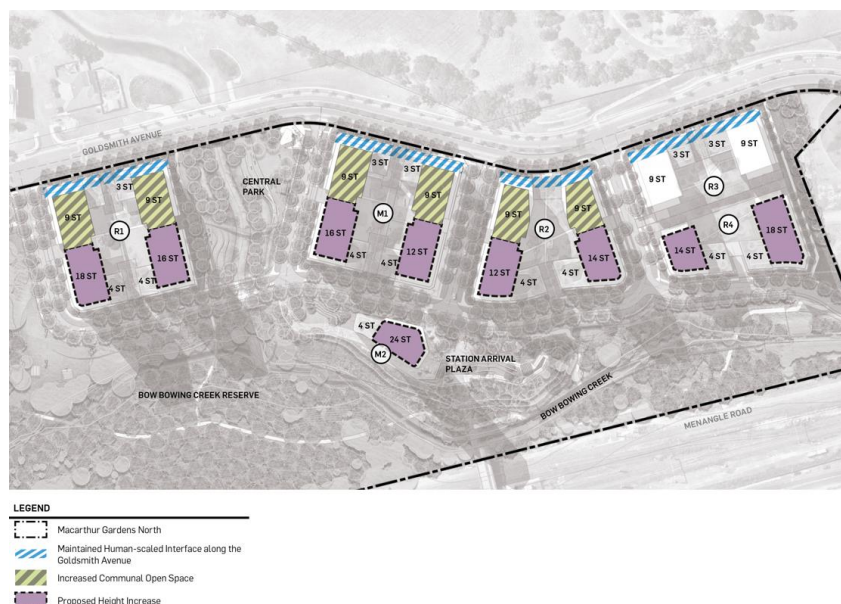 GOLDSMITH AVENUE
CENTRAL
PARK
3 ST
9 ST
9 ST
R1
18 ST
16 ST
4 ST
4 ST
3 ST
3 ST
9 ST
9 ST
M1
16 ST
12 ST
4 ST
4 ST
9 ST
9 ST
R2
12 ST
14 ST
4 ST
4 ST
3 ST
3 ST
9 ST
9 ST
R3
R4
14 ST
18 ST
4 ST
4 ST
4 ST
24 ST
M2
STATION ARRIVAL
PLAZA
BOW BOWING CREEK RESERVE
BOW BOWING CREEK
MENANGLE ROAD
LEGEND
Macarthur Gardens North
Maintained Human-scaled Interface along the
Goldsmith Avenue
Increased Communal Open Space
Proposed Height Increase